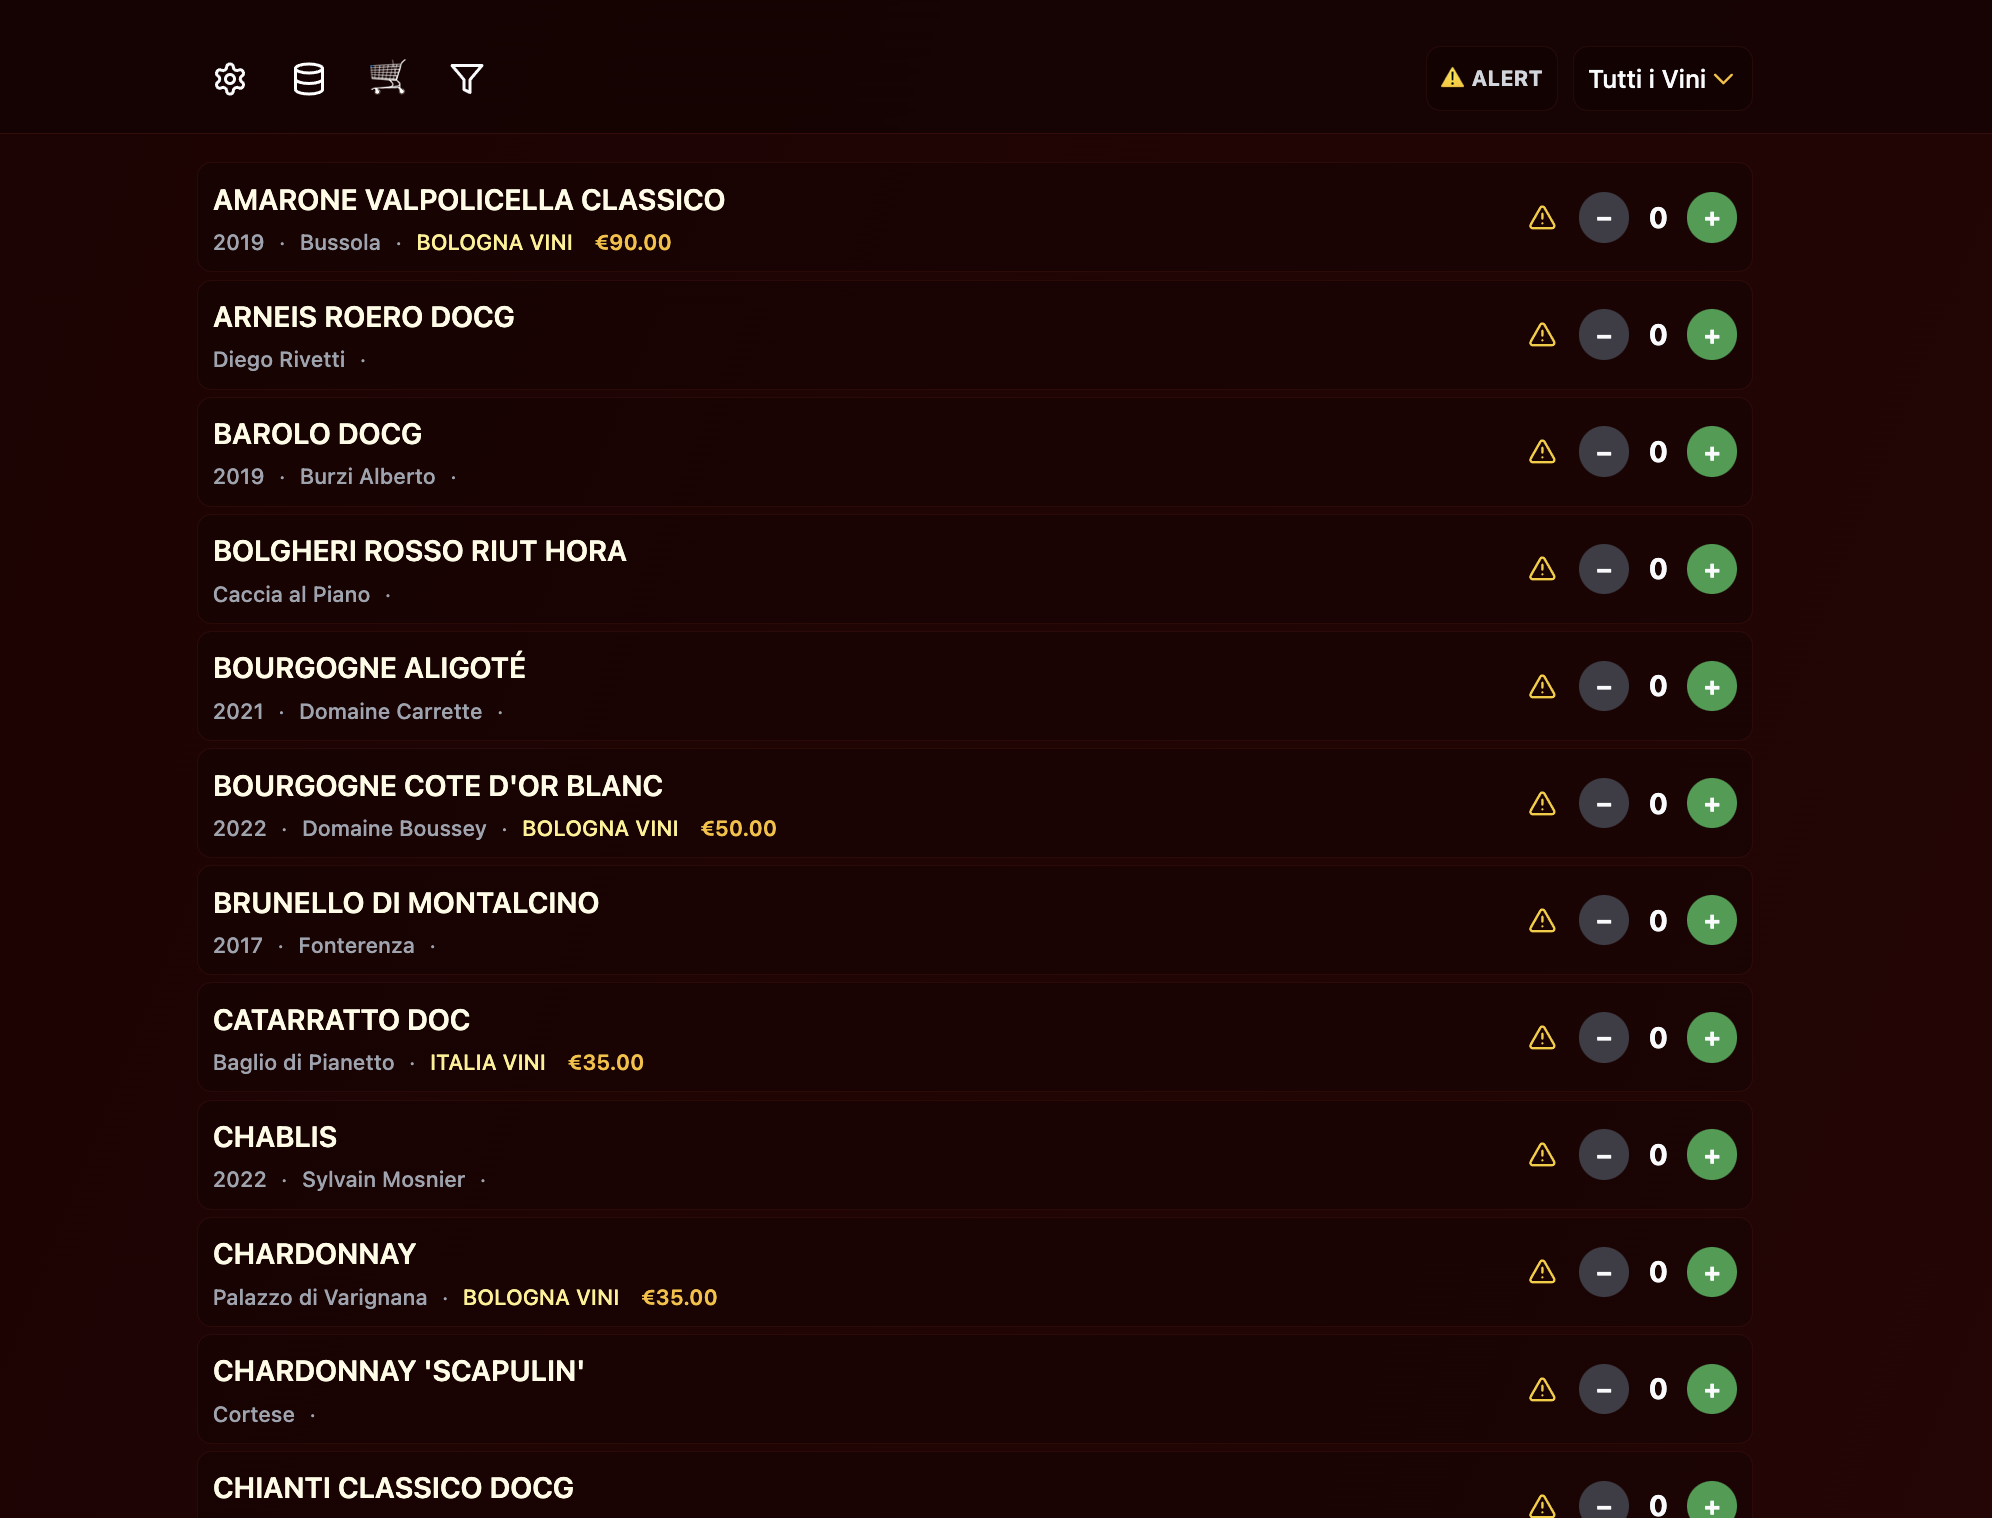 ALERT
Tutti i Vini
AMARONE VALPOLICELLA CLASSICO
− 0 +
2019 · Bussola · BOLOGNA VINI €90.00
ARNEIS ROERO DOCG
− 0 +
Diego Rivetti ·
BAROLO DOCG
− 0 +
2019 · Burzi Alberto ·
BOLGHERI ROSSO RIUT HORA
− 0 +
Caccia al Piano ·
BOURGOGNE ALIGOTÉ
− 0 +
2021 · Domaine Carrette ·
BOURGOGNE COTE D'OR BLANC
− 0 +
2022 · Domaine Boussey · BOLOGNA VINI €50.00
BRUNELLO DI MONTALCINO
− 0 +
2017 · Fonterenza ·
CATARRATTO DOC
− 0 +
Baglio di Pianetto · ITALIA VINI €35.00
CHABLIS
− 0 +
2022 · Sylvain Mosnier ·
CHARDONNAY
− 0 +
Palazzo di Varignana · BOLOGNA VINI €35.00
CHARDONNAY 'SCAPULIN'
− 0 +
Cortese ·
CHIANTI CLASSICO DOCG
− 0 +